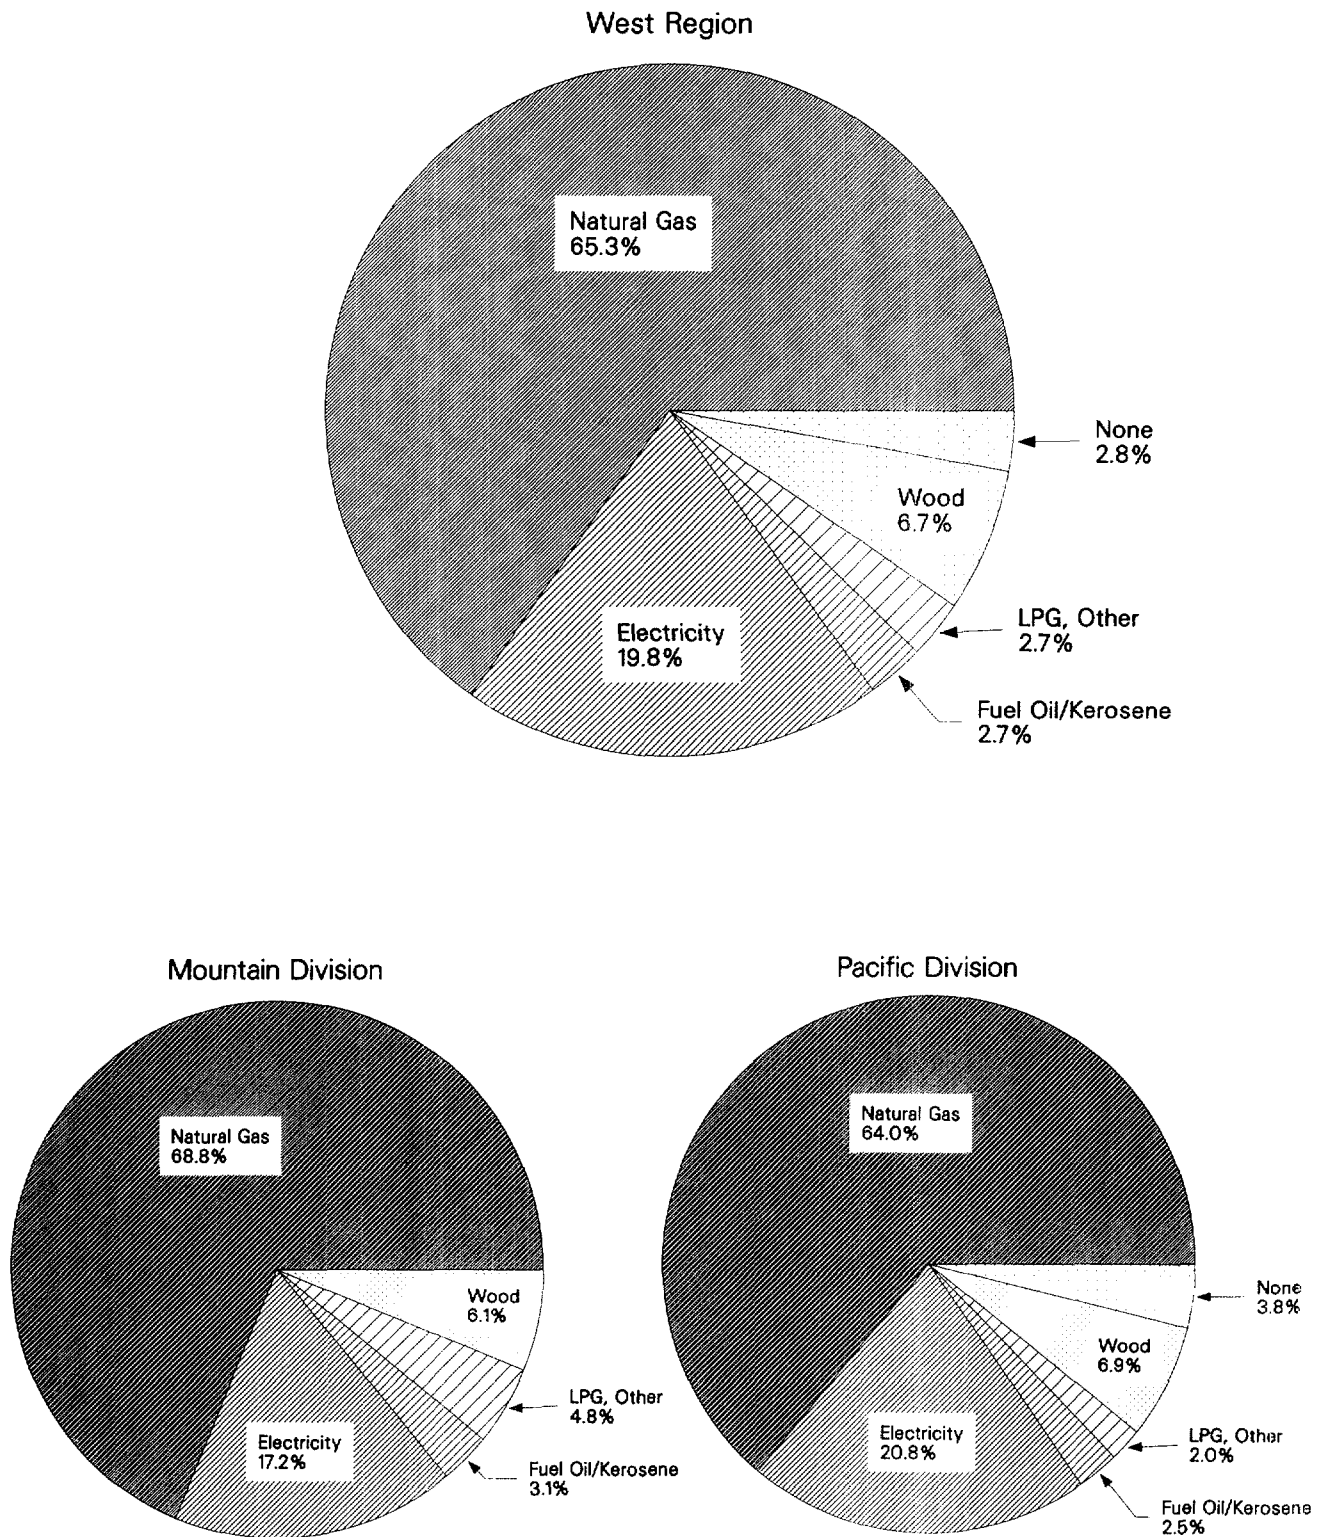 West Region
Natural Gas
65.3%
None
2.8%
Wood
6.7%
LPG, Other
2.7%
Electricity
19.8%
Fuel Oil/Kerosene
2.7%
Mountain Division
Natural Gas
68.8%
Wood
6.1%
LPG, Other
4.8%
Electricity
17.2%
Fuel Oil/Kerosene
3.1%
Pacific Division
Natural Gas
64.0%
None
3.8%
Wood
6.9%
Electricity
20.8%
LPG, Other
2.0%
Fuel Oil/Kerosene
2.5%